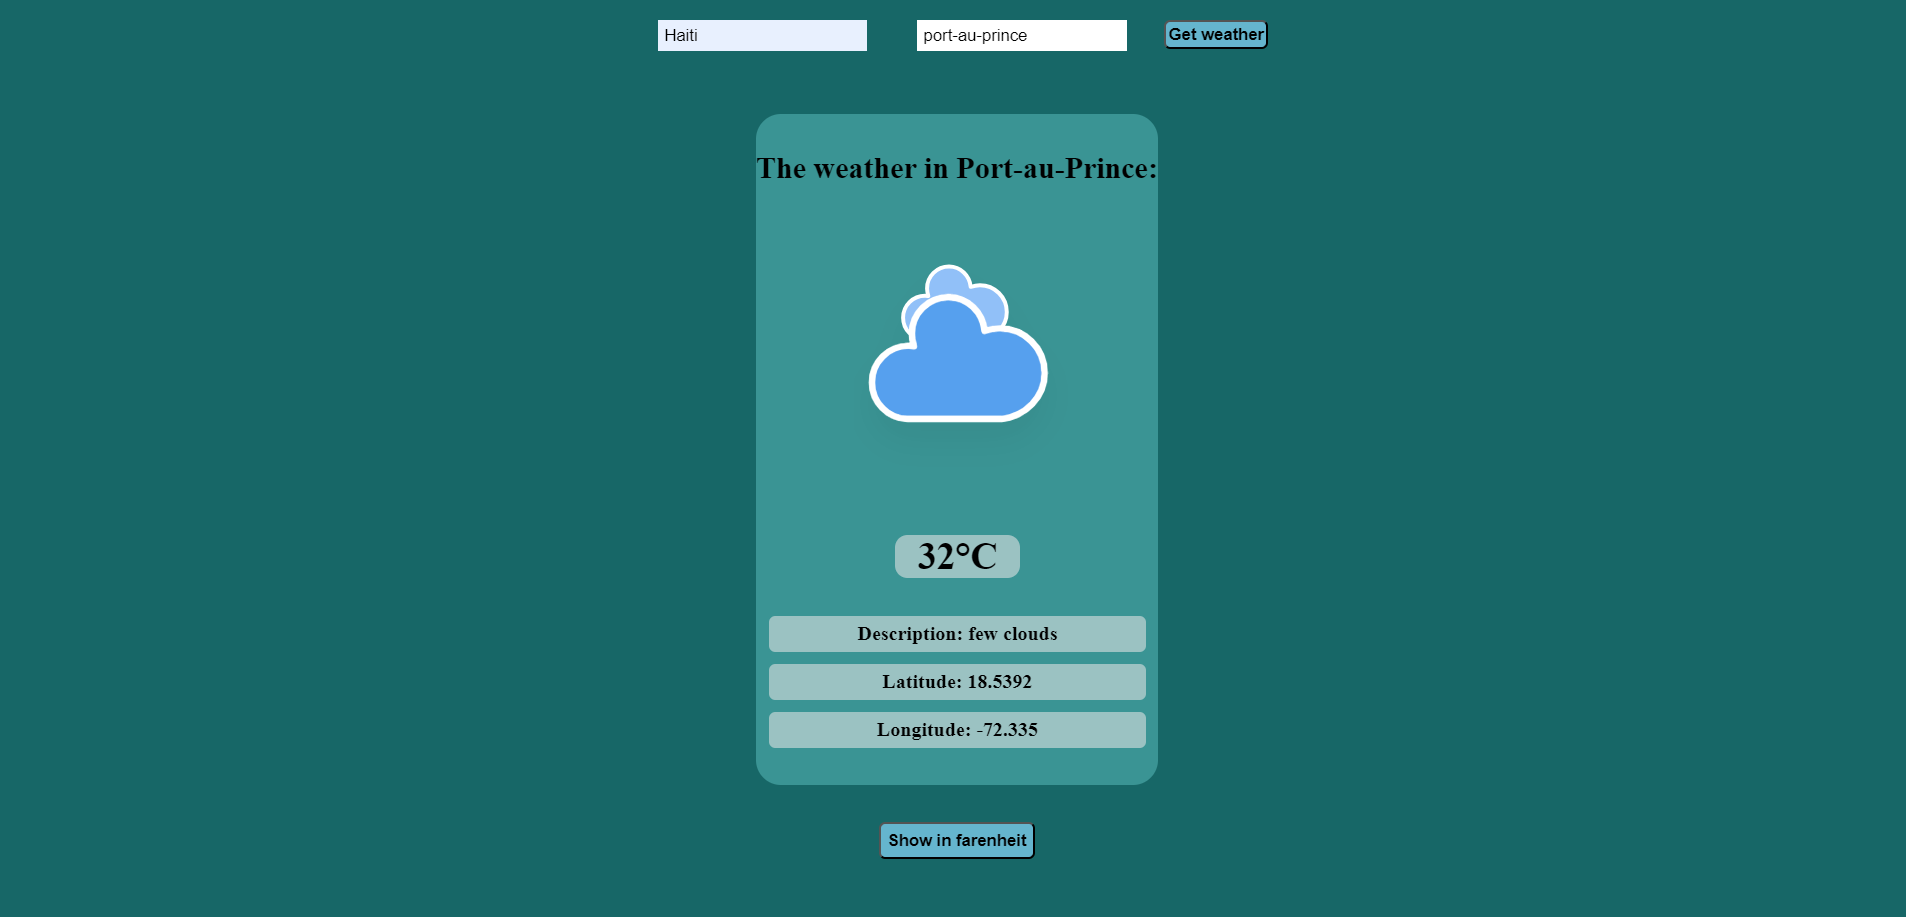 Haiti
port-au-prince
Get weather
The weather in Port-au-Prince:
32°C
Description: few clouds
Latitude: 18.5392
Longitude: -72.335
Show in farenheit